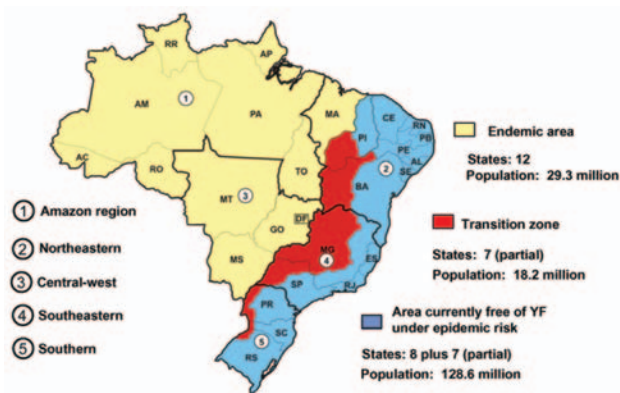 RR
AP
AM
1
PA
MA
CE
RN
PI
PB
PE
AL
SE
2
AC
RO
TO
BA
MT
3
GO
DF
MG
4
MS
ES
SP
RJ
PR
SC
5
RS
1 Amazon region
2 Northeastern
3 Central-west
4 Southeastern
5 Southern
Endemic area
States: 12
Population: 29.3 million
Transition zone
States: 7 (partial)
Population: 18.2 million
Area currently free of YF
under epidemic risk
States: 8 plus 7 (partial)
Population: 128.6 million